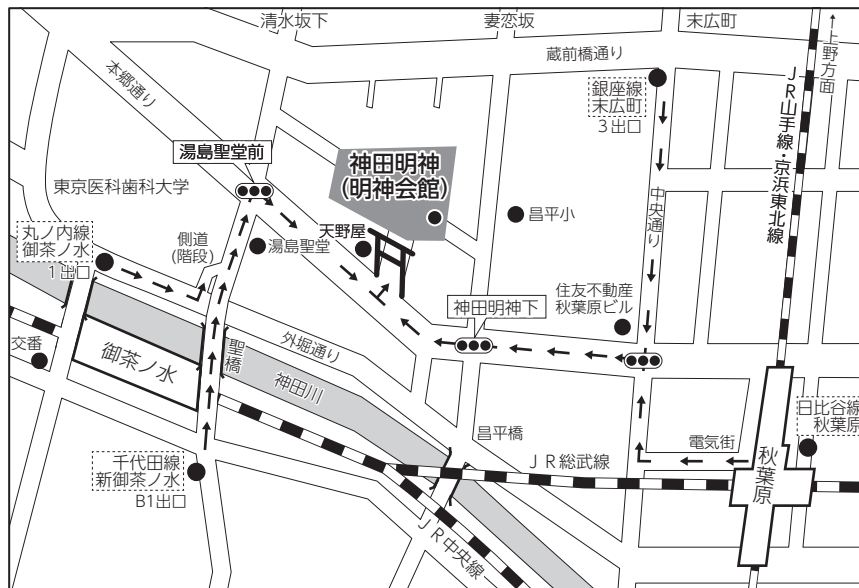 清水坂下
妻恋坂
末広町
↑上野方面
蔵前橋通り
本郷通り
銀座線
末広町
3出口
JR山手線・京浜東北線
湯島聖堂前
神田明神
(明神会館)
東京医科歯科大学
昌平小
中央通り
丸ノ内線
御茶ノ水
1出口
側道
(階段)
湯島聖堂
天野屋
神田明神下
住友不動産
秋葉原ビル
交番
御茶ノ水
聖橋
外堀通り
神田川
昌平橋
電気街
日比谷線
秋葉原
秋葉原
千代田線
新御茶ノ水
B1出口
JR総武線
JR中央線